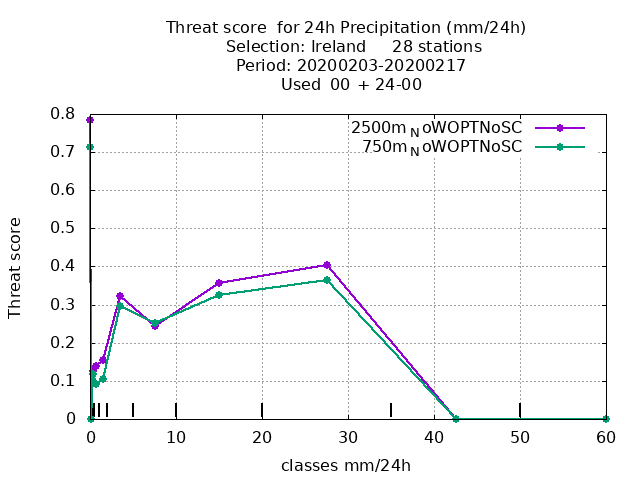 Threat score for 24h Precipitation (mm/24h)
Selection: Ireland 28 stations
Period: 20200203-20200217
Used 00 + 24-00
2500m_NoWOPTNoSC
750m_NoWOPTNoSC
0.8
0.7
0.6
0.5
0.4
0.3
0.2
0.1
0
Threat score
0 10 20 30 40 50 60
classes mm/24h